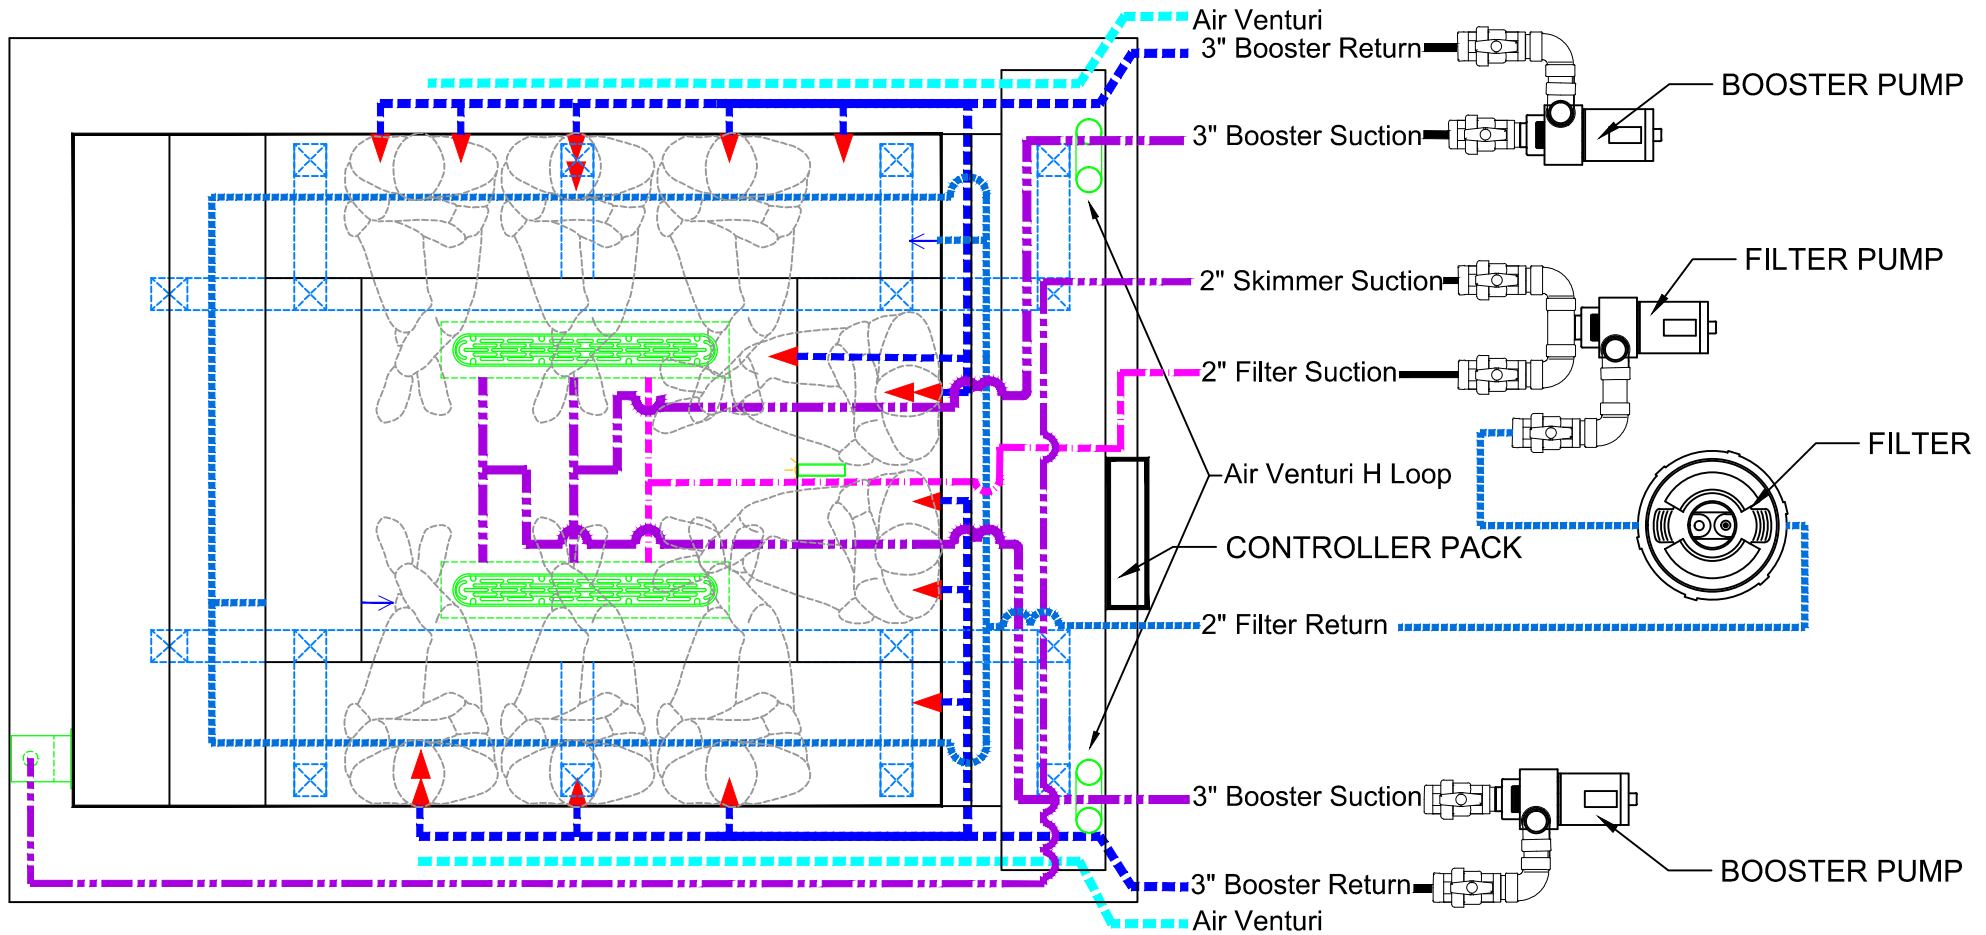 Air Venturi
3" Booster Return
BOOSTER PUMP
3" Booster Suction
FILTER PUMP
2" Skimmer Suction
2" Filter Suction
FILTER
Air Venturi H Loop
CONTROLLER PACK
2" Filter Return
3" Booster Suction
BOOSTER PUMP
3" Booster Return
Air Venturi